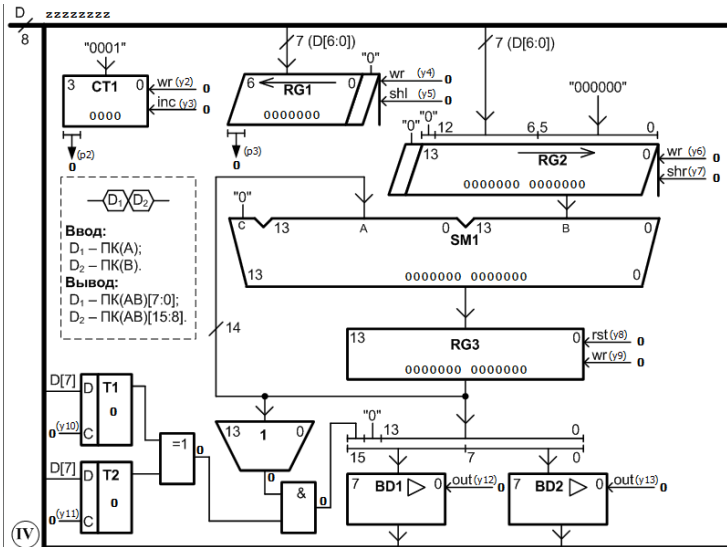 D zzzzzzzz
8
"0001"
3 CT1 0
0000
wr(y2) 0
inc(y3) 0
(p2)
0
7 (D[6:0])
"0"
6 RG1 0
0000000
wr(y4) 0
shl(y5) 0
(p3)
0
7 (D[6:0])
"000000"
"0" "0" 12 6,5 0
13 RG2 0
0000000 0000000
wr(y6) 0
shr(y7) 0
D₁ D₂
Ввод:
D₁ – ПК(А);
D₂ – ПК(В).
Вывод:
D₁ – ПК(АВ)[7:0];
D₂ – ПК(АВ)[15:8].
"0"
C 13 A 0 13 B 0
SM1
13 0000000 0000000 0
14
13 RG3 0
0000000 0000000
rst(y8) 0
wr(y9) 0
D[7] D T1
0
0(y10) C
D[7] D T2
0
0(y11) C
=1 0
13 1 0
0
& 0
"0" 13 0
15 7 0
7 BD1 0
out(y12) 0
7 BD2 0
out(y13) 0
IV